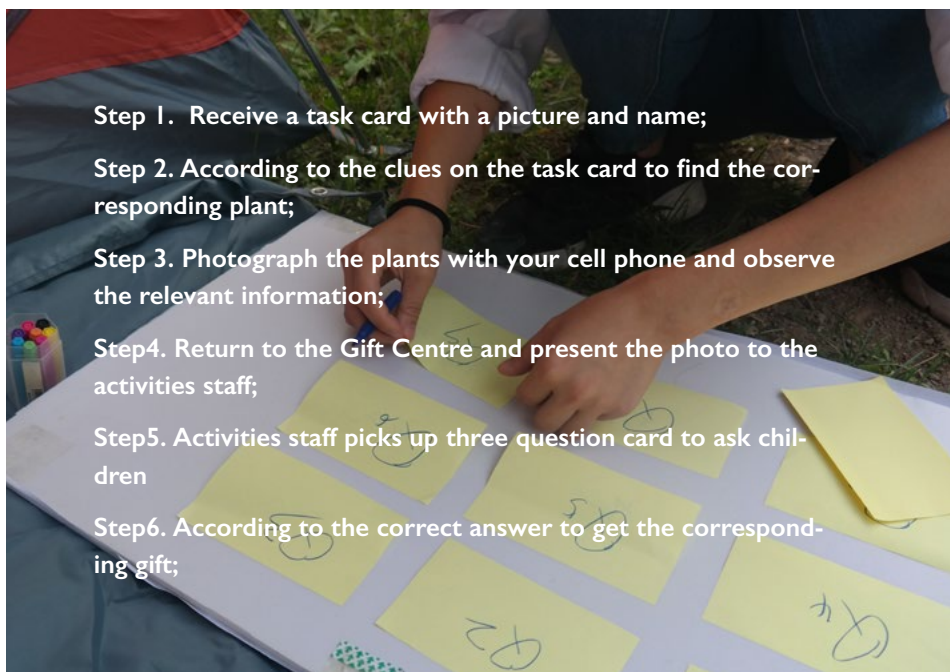 Step 1.  Receive a task card with a picture and name;
Step 2. According to the clues on the task card to find the cor-
responding plant;
Step 3. Photograph the plants with your cell phone and observe
the relevant information;
Step4. Return to the Gift Centre and present the photo to the
activities staff;
Step5. Activities staff picks up three question card to ask chil-
dren
Step6. According to the correct answer to get the correspond-
ing gift;
Q5
Q4
Q2